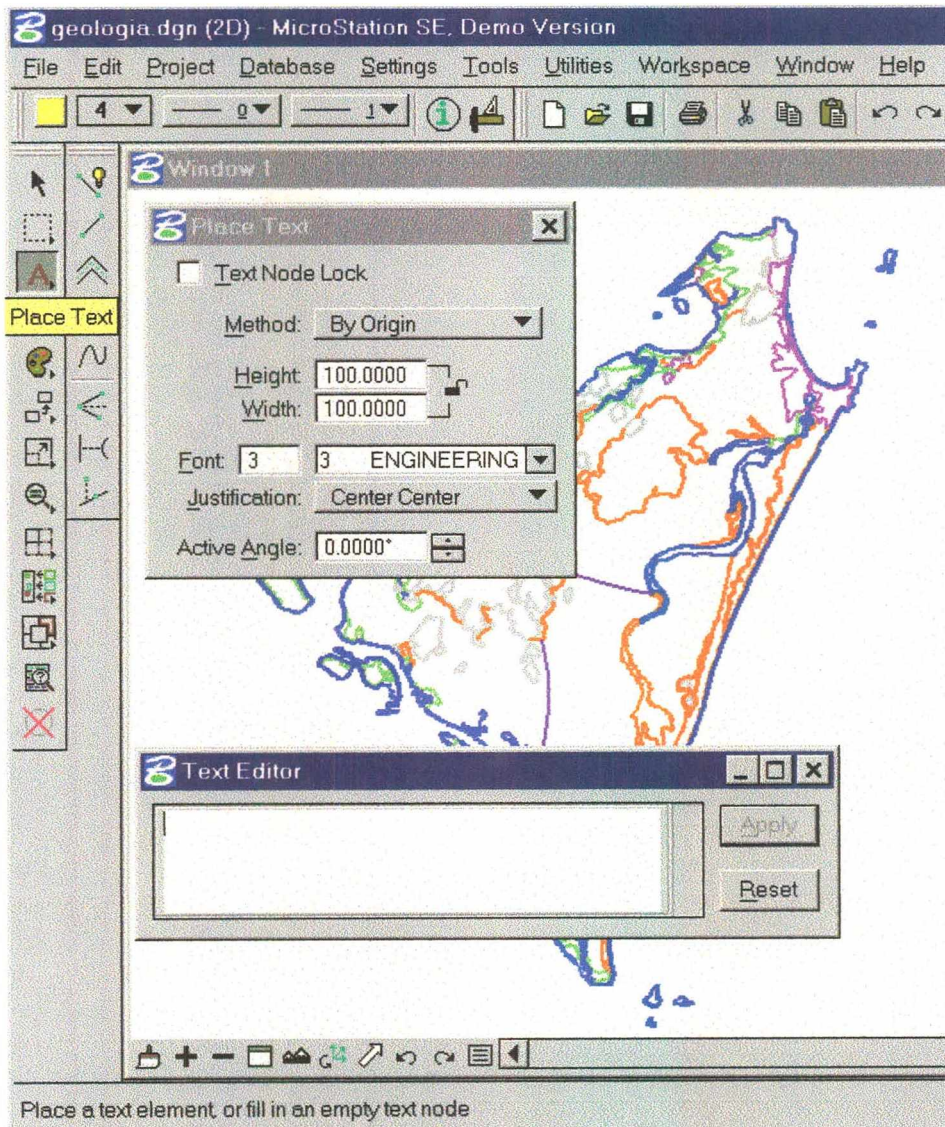 geologia.dgn (2D) - MicroStation SE, Demo Version
File Edit Project Database Settings Tools Utilities Workspace Window Help
4 0 1
Window 1
Place Text
Text Node Lock
Place Text
Method: By Origin
Height: 100.0000
Width: 100.0000
Font: 3 3 ENGINEERING
Justification: Center Center
Active Angle: 0.0000°
Text Editor
Apply
Reset
Place a text element, or fill in an empty text node